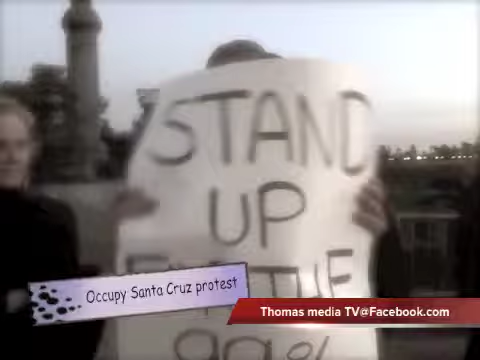 STAND
UP
THE
99%
Occupy Santa Cruz protest
Thomas media TV@Facebook.com